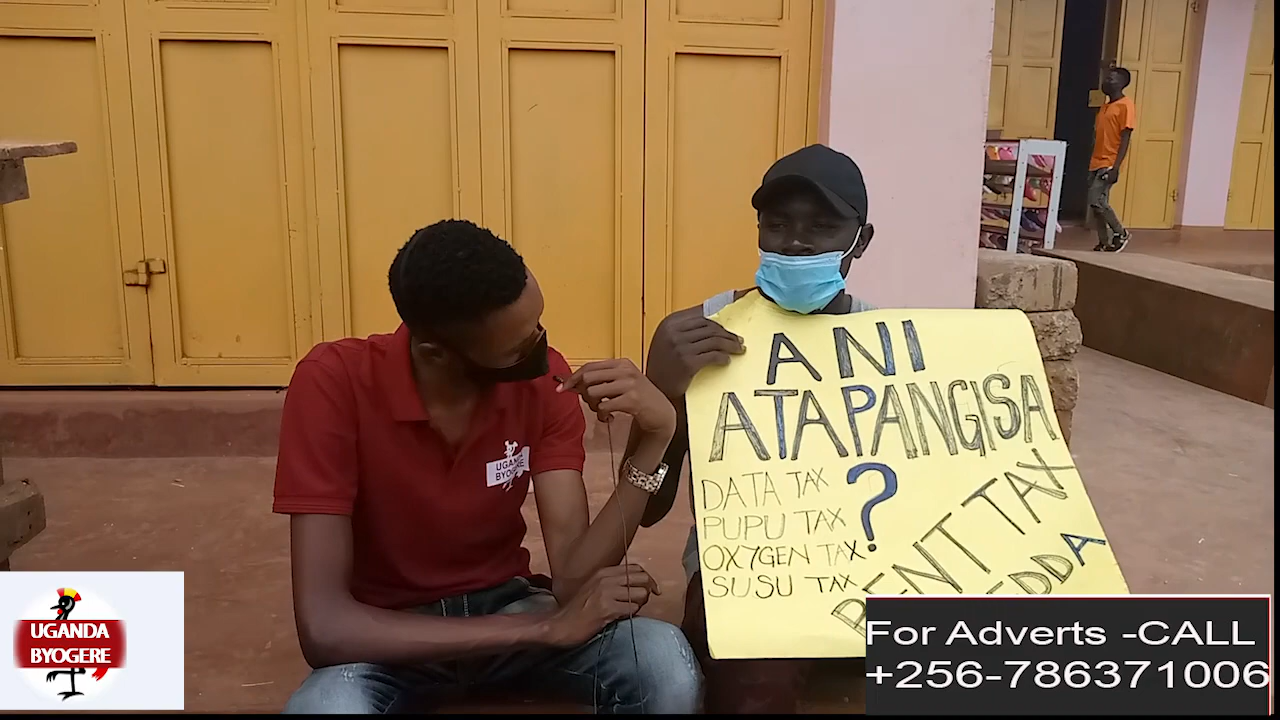 ANI
ATAPANGISA
?
DATA TAX
PUPU TAX
OXYGEN TAX
SUSU TAX
RENT TAX
UGANDA
BYOGERE
UGANDA
BYOGERE
For Adverts -CALL
+256-786371006